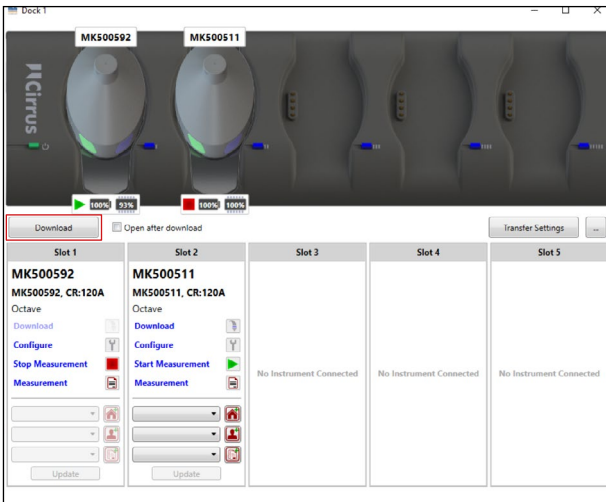 Dock 1
MK500592
MK500511
Cirrus
100% 93%
100% 100%
Download
Open after download
Transfer Settings
...
Slot 1
Slot 2
Slot 3
Slot 4
Slot 5
MK500592
MK500592, CR:120A
Octave
Download
Configure
Stop Measurement
Measurement
Update
MK500511
MK500511, CR:120A
Octave
Download
Configure
Start Measurement
Measurement
Update
No Instrument Connected
No Instrument Connected
No Instrument Connected